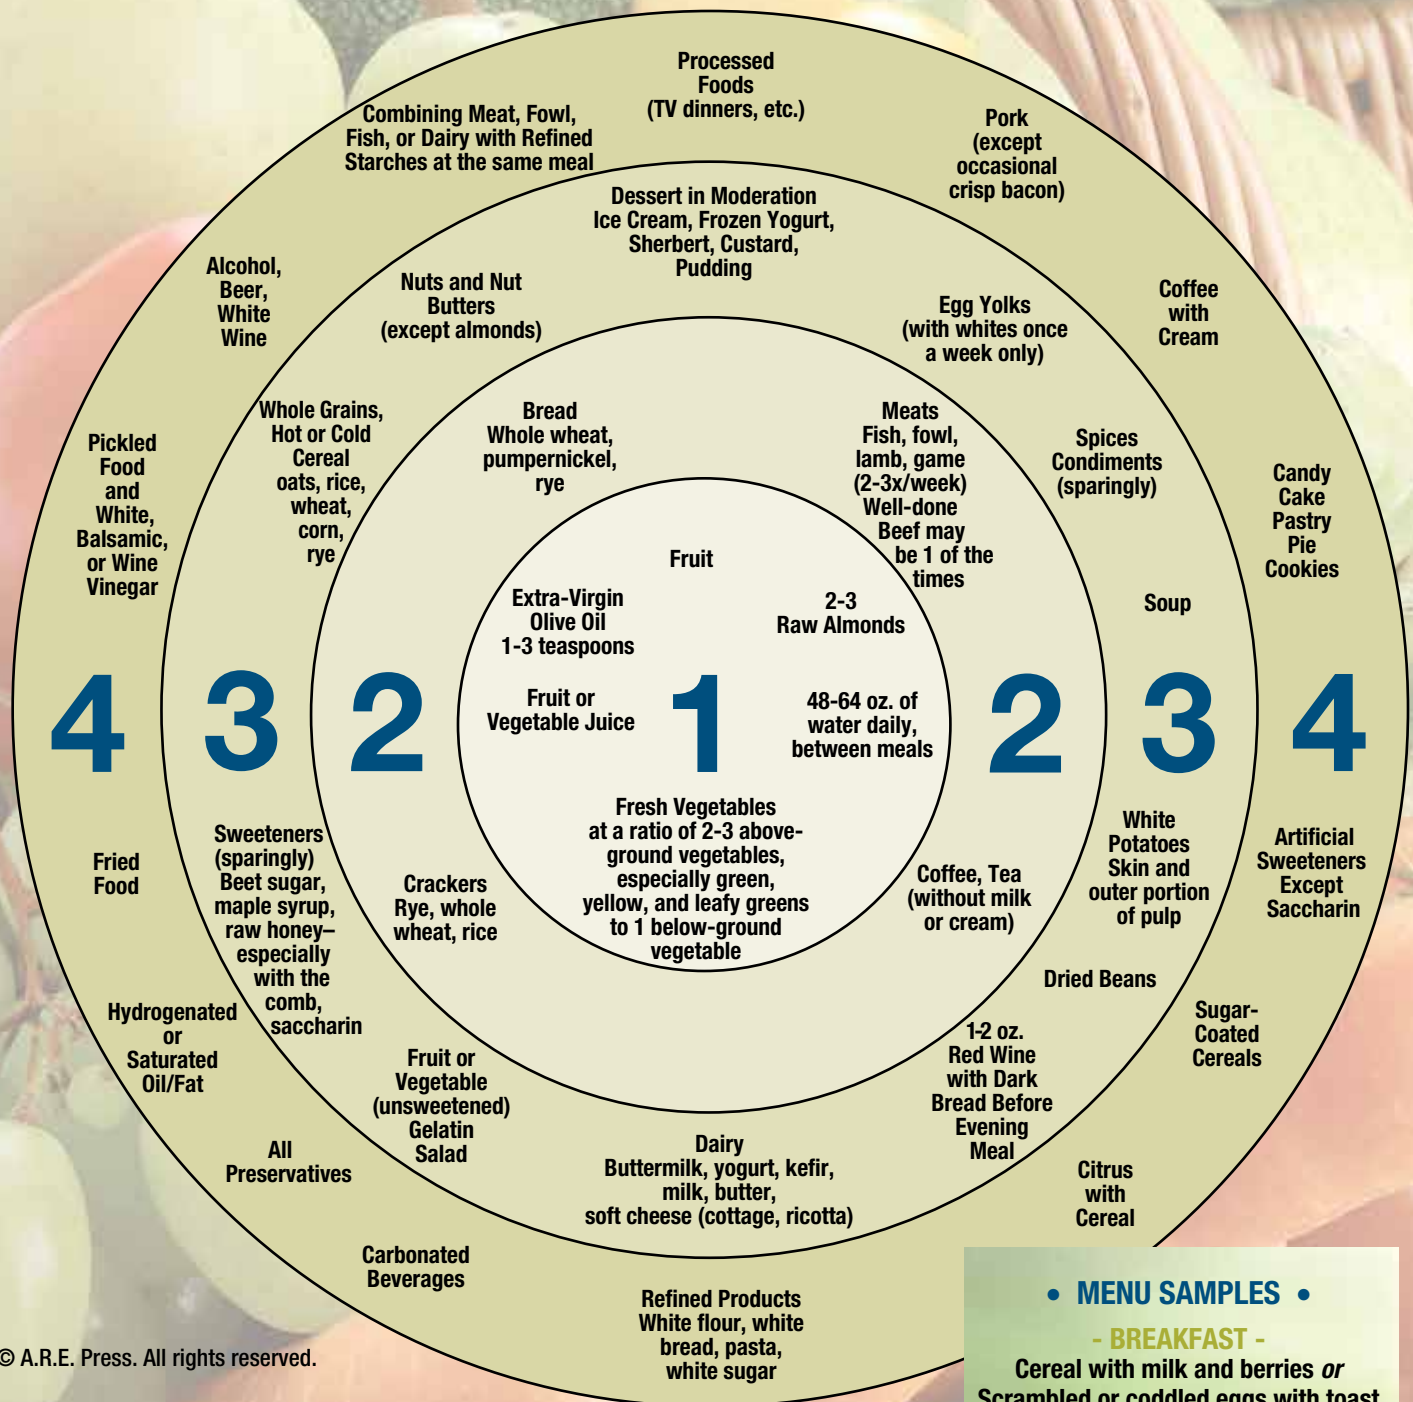 Processed
Foods
(TV dinners, etc.)
Combining Meat, Fowl,
Fish, or Dairy with Refined
Starches at the same meal
Pork
(except
occasional
crisp bacon)
Dessert in Moderation
Ice Cream, Frozen Yogurt,
Sherbert, Custard,
Pudding
Alcohol,
Beer,
White
Wine
Nuts and Nut
Butters
(except almonds)
Egg Yolks
(with whites once
a week only)
Coffee
with
Cream
Pickled
Food
and
White,
Balsamic,
or Wine
Vinegar
Whole Grains,
Hot or Cold
Cereal
oats, rice,
wheat,
corn,
rye
Bread
Whole wheat,
pumpernickel,
rye
Meats
Fish, fowl,
lamb, game
(2-3x/week)
Well-done
Beef may
be 1 of the
times
Spices
Condiments
(sparingly)
Candy
Cake
Pastry
Pie
Cookies
Fruit
Extra-Virgin
Olive Oil
1-3 teaspoons
2-3
Raw Almonds
Soup
Fruit or
Vegetable Juice
48-64 oz. of
water daily,
between meals
4 3 2 1 2 3 4
Fresh Vegetables
at a ratio of 2-3 above-
ground vegetables,
especially green,
yellow, and leafy greens
to 1 below-ground
vegetable
Fried
Food
Sweeteners
(sparingly)
Beet sugar,
maple syrup,
raw honey–
especially
with the
comb,
saccharin
Crackers
Rye, whole
wheat, rice
Coffee, Tea
(without milk
or cream)
White
Potatoes
Skin and
outer portion
of pulp
Artificial
Sweeteners
Except
Saccharin
Dried Beans
Hydrogenated
or
Saturated
Oil/Fat
Fruit or
Vegetable
(unsweetened)
Gelatin
Salad
1-2 oz.
Red Wine
with Dark
Bread Before
Evening
Meal
Sugar-
Coated
Cereals
All
Preservatives
Dairy
Buttermilk, yogurt, kefir,
milk, butter,
soft cheese (cottage, ricotta)
Citrus
with
Cereal
Carbonated
Beverages
Refined Products
White flour, white
bread, pasta,
white sugar
© A.R.E. Press. All rights reserved.
• MENU SAMPLES •
- BREAKFAST -
Cereal with milk and berries or
Scrambled or coddled eggs with toast